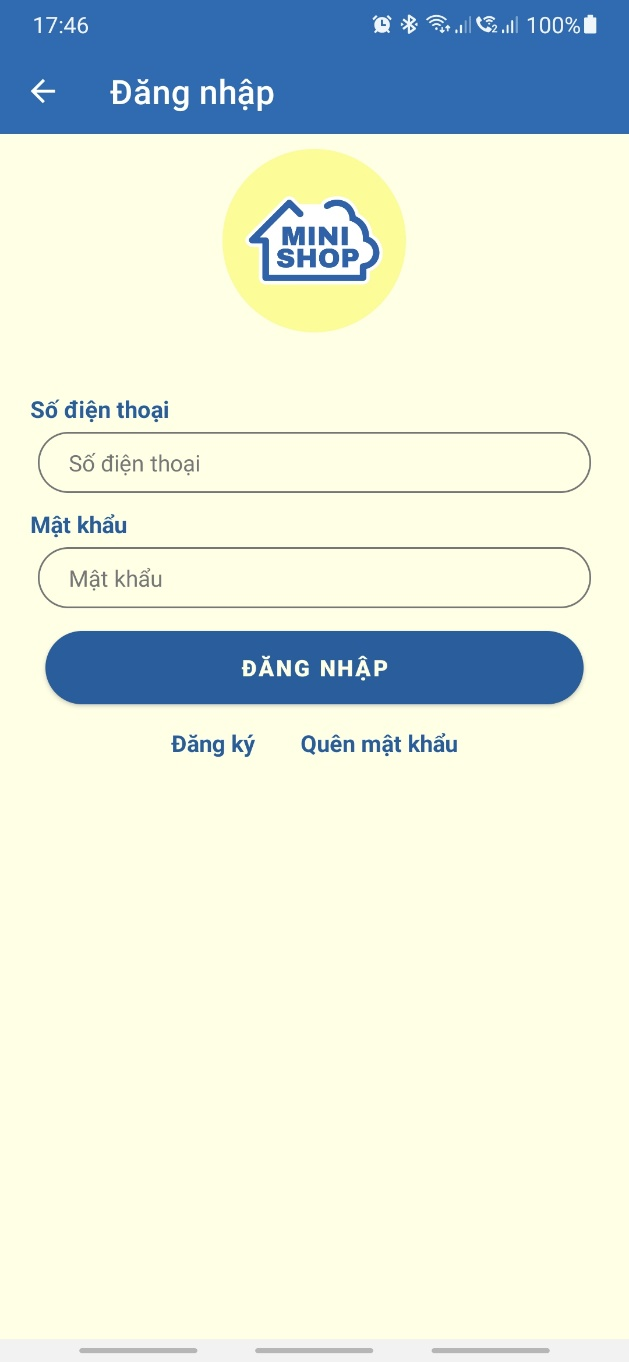 17:46 2 100%
Đăng nhập
MINI
SHOP
Số điện thoại
Số điện thoại
Mật khẩu
Mật khẩu
ĐĂNG NHẬP
Đăng ký Quên mật khẩu